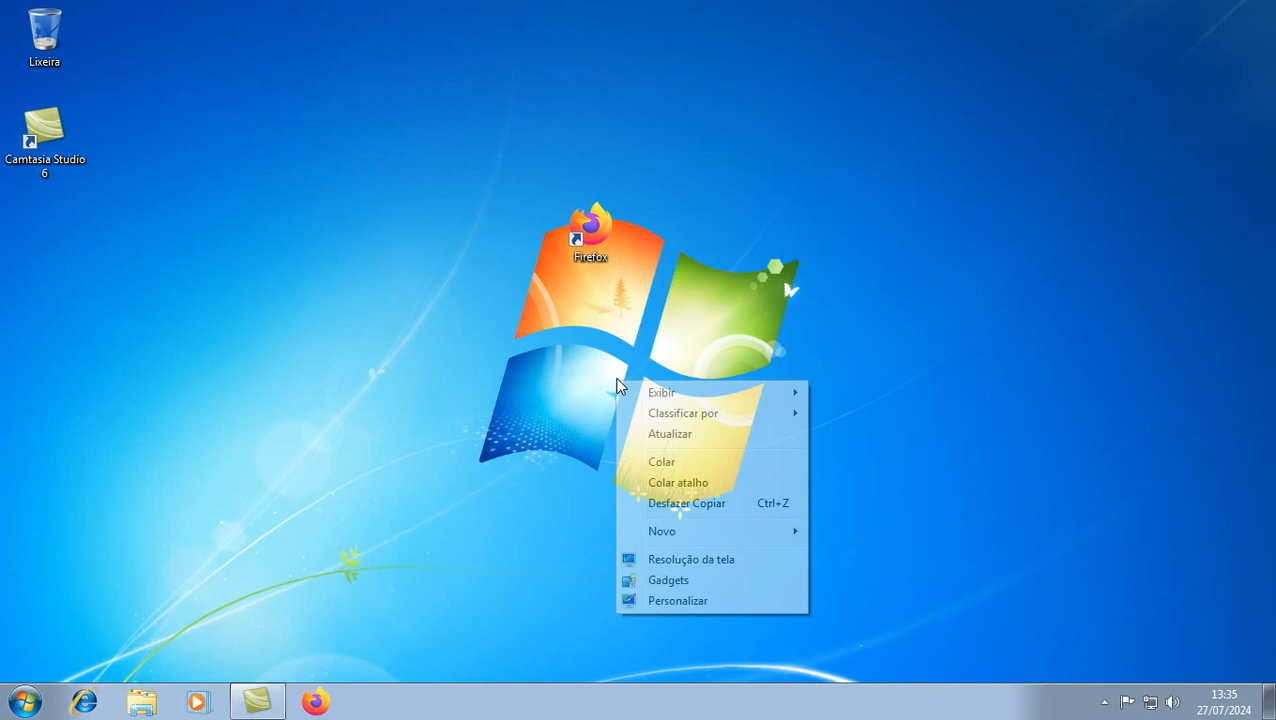 Lixeira
Camtasia Studio
6
Firefox
Exibir
Classificar por
Atualizar
Colar
Colar atalho
Desfazer Copiar Ctrl+Z
Novo
Resolução da tela
Gadgets
Personalizar
13:35
27/07/2024